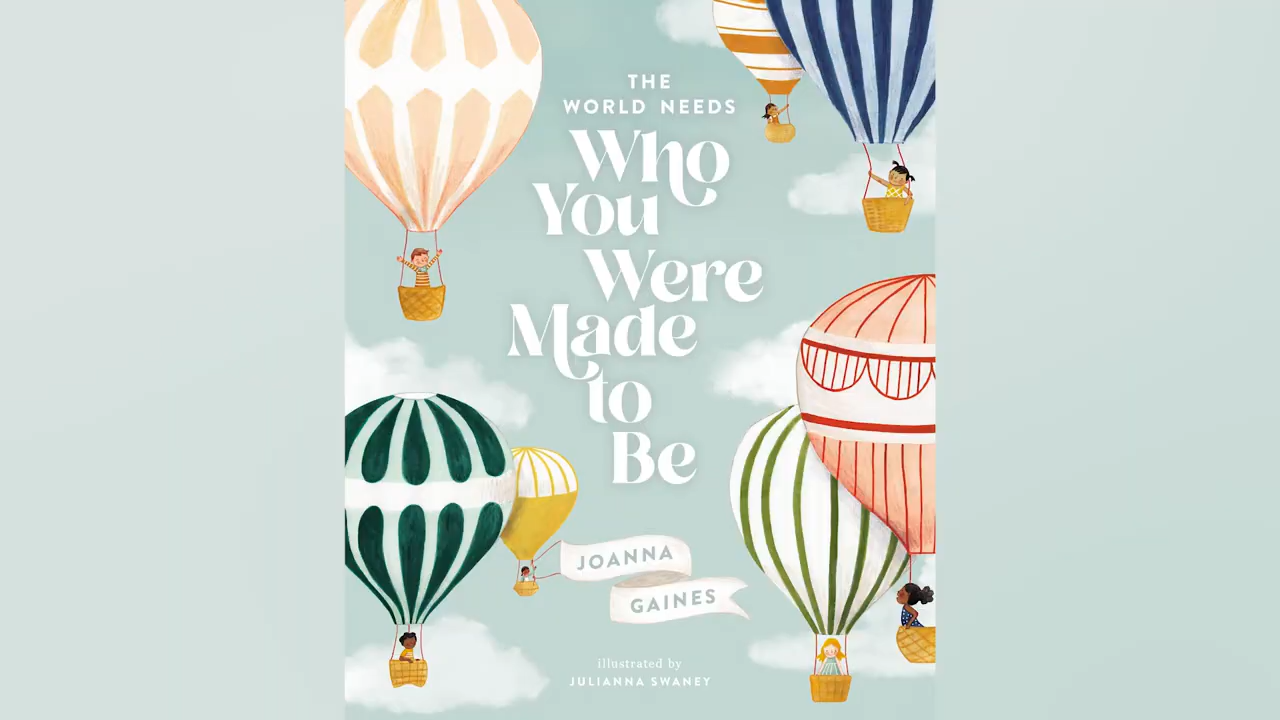 THE
WORLD NEEDS
Who
You
Were
Made
to
Be
JOANNA
GAINES
illustrated by
JULIANNA SWANEY